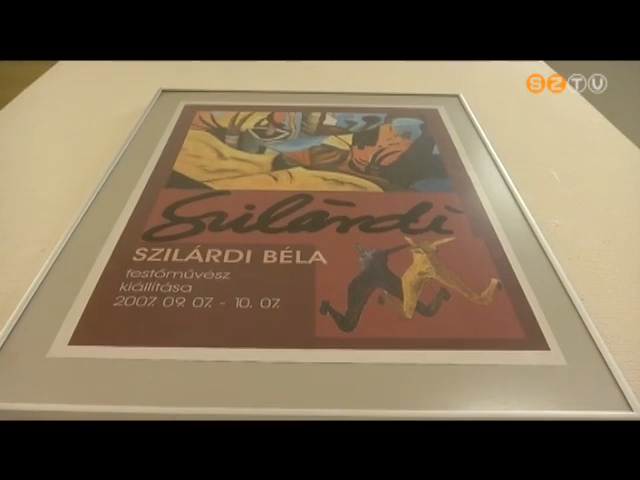 SZTV
Szilárdi
SZILÁRDI BÉLA
festőművész
kiállítása
2007. 09. 07. - 10. 07.